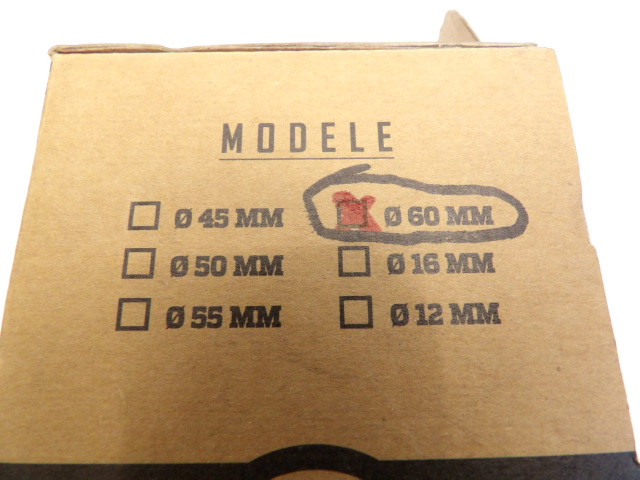 MODELE
Ø 45 MM
Ø 60 MM
Ø 50 MM
Ø 16 MM
Ø 55 MM
Ø 12 MM